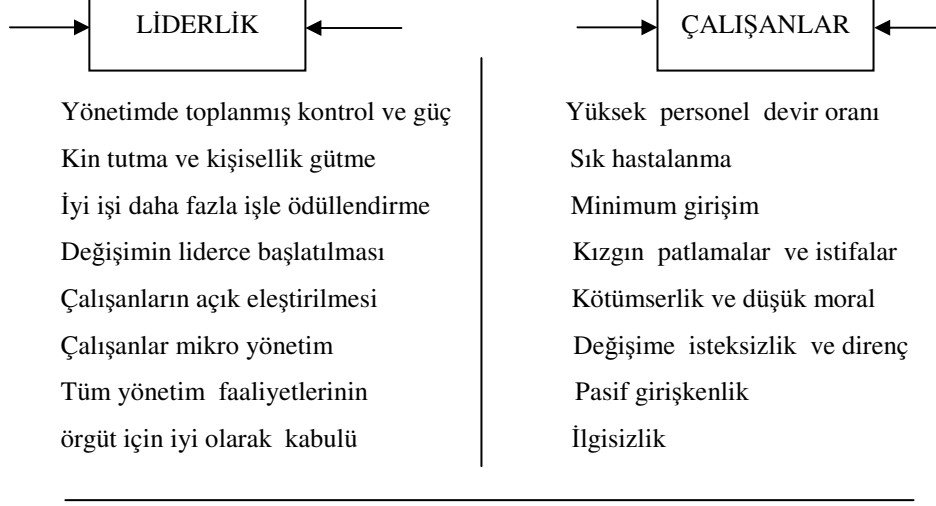 LİDERLİK
Yönetimde toplanmış kontrol ve güç
Kin tutma ve kişisellik gütme
İyi işi daha fazla işle ödüllendirme
Değişimin liderce başlatılması
Çalışanların açık eleştirilmesi
Çalışanlar mikro yönetim
Tüm yönetim faaliyetlerinin
örgüt için iyi olarak kabulü
ÇALIŞANLAR
Yüksek personel devir oranı
Sık hastalanma
Minimum girişim
Kızgın patlamalar ve istifalar
Kötümserlik ve düşük moral
Değişime isteksizlik ve direnç
Pasif girişkenlik
İlgisizlik